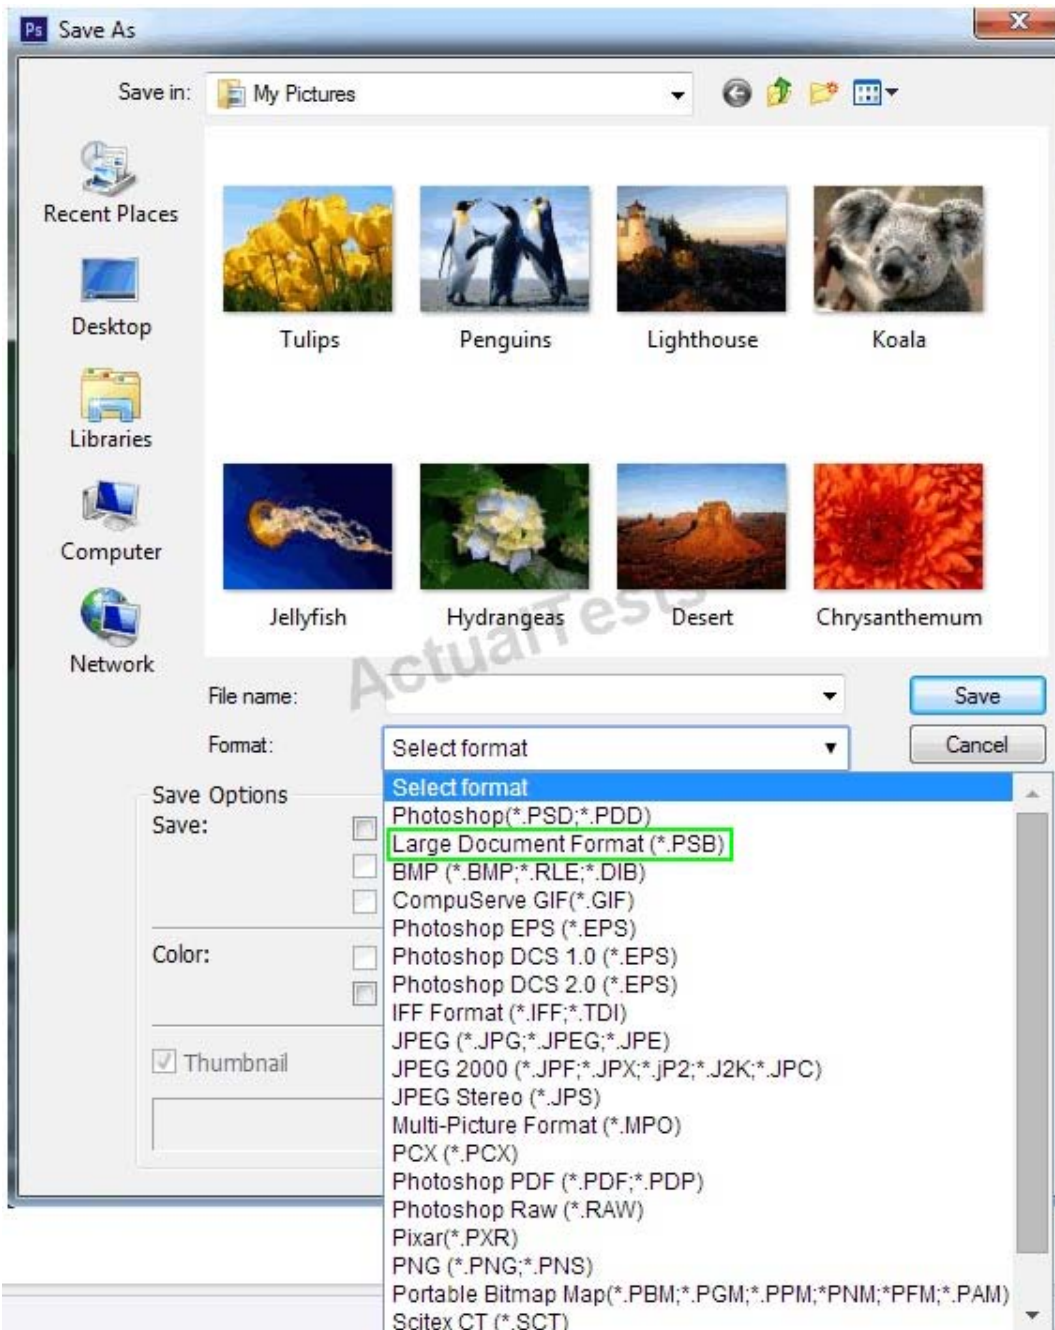 Ps Save As
X
Save in: My Pictures
Recent Places
Desktop
Libraries
Computer
Network
Tulips Penguins Lighthouse Koala
Jellyfish Hydrangeas Desert Chrysanthemum
ActualTests
File name: Save
Format: Select format Cancel
Save Options
Save:
Color:
Thumbnail
Select format
Photoshop(*.PSD;*.PDD)
Large Document Format (*.PSB)
BMP (*.BMP;*.RLE;*.DIB)
CompuServe GIF(*.GIF)
Photoshop EPS (*.EPS)
Photoshop DCS 1.0 (*.EPS)
Photoshop DCS 2.0 (*.EPS)
IFF Format (*.IFF;*.TDI)
JPEG (*.JPG;*.JPEG;*.JPE)
JPEG 2000 (*.JPF;*.JPX;*.jP2;*.J2K;*.JPC)
JPEG Stereo (*.JPS)
Multi-Picture Format (*.MPO)
PCX (*.PCX)
Photoshop PDF (*.PDF;*.PDP)
Photoshop Raw (*.RAW)
Pixar(*.PXR)
PNG (*.PNG;*.PNS)
Portable Bitmap Map(*.PBM;*.PGM;*.PPM;*PNM;*PFM;*.PAM)
Scitex CT (*.SCT)